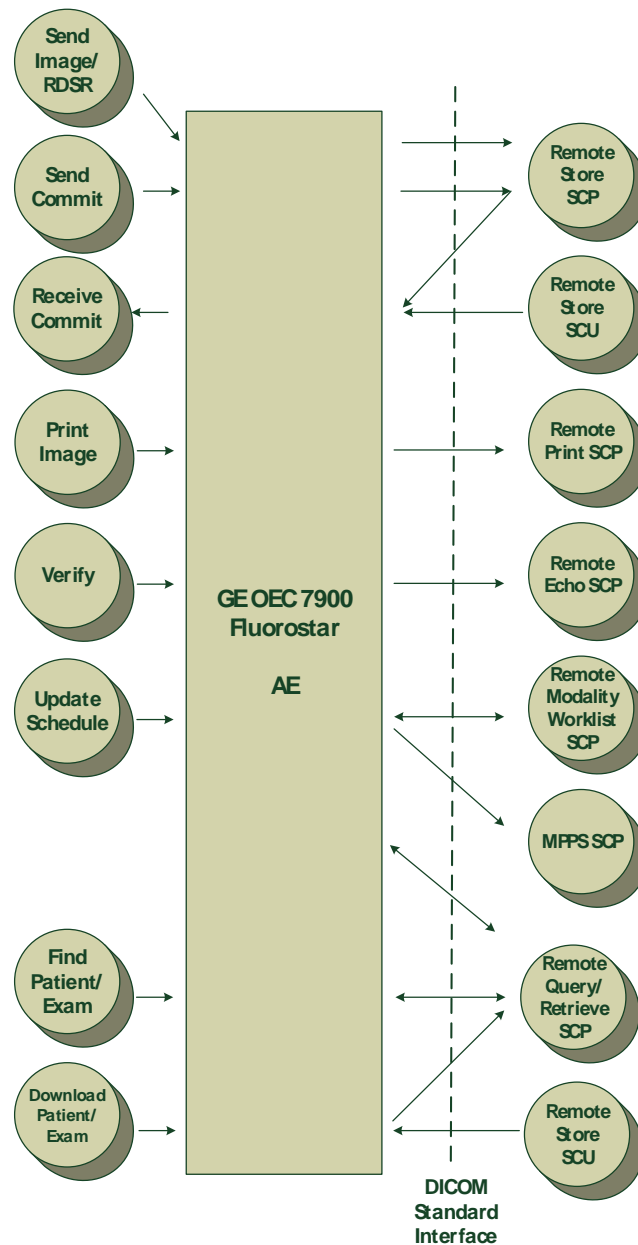 Send
Image/
RDSR
Send
Commit
Receive
Commit
Print
Image
Verify
Update
Schedule
Find
Patient/
Exam
Download
Patient/
Exam
GE OEC 7900
Fluorostar
AE
Remote
Store
SCP
Remote
Store
SCU
Remote
Print SCP
Remote
Echo SCP
Remote
Modality
Worklist
SCP
MPPS SCP
Remote
Query/
Retrieve
SCP
Remote
Store
SCU
DICOM
Standard
Interface